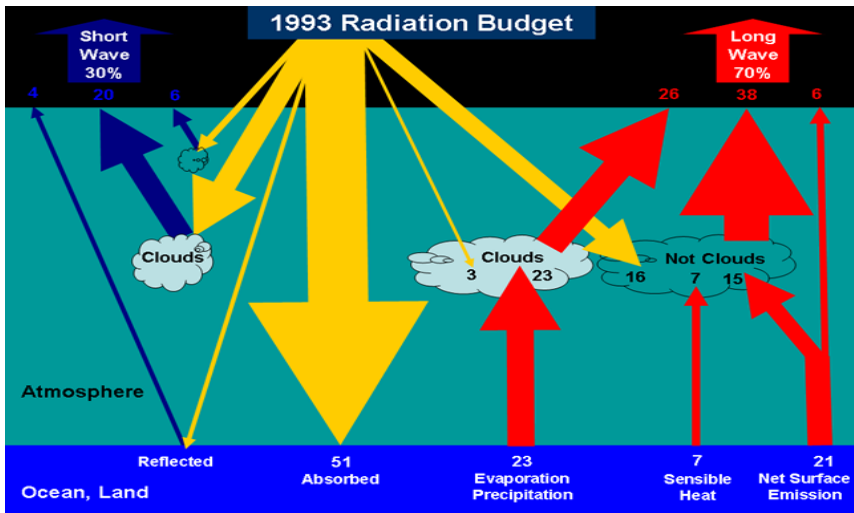 1993 Radiation Budget
Short
Wave
30%
Long
Wave
70%
4
20
6
26
38
6
Clouds
Clouds
3
23
Not Clouds
16
7
15
Atmosphere
Reflected
51
Absorbed
23
Evaporation
Precipitation
7
Sensible
Heat
21
Net Surface
Emission
Ocean, Land